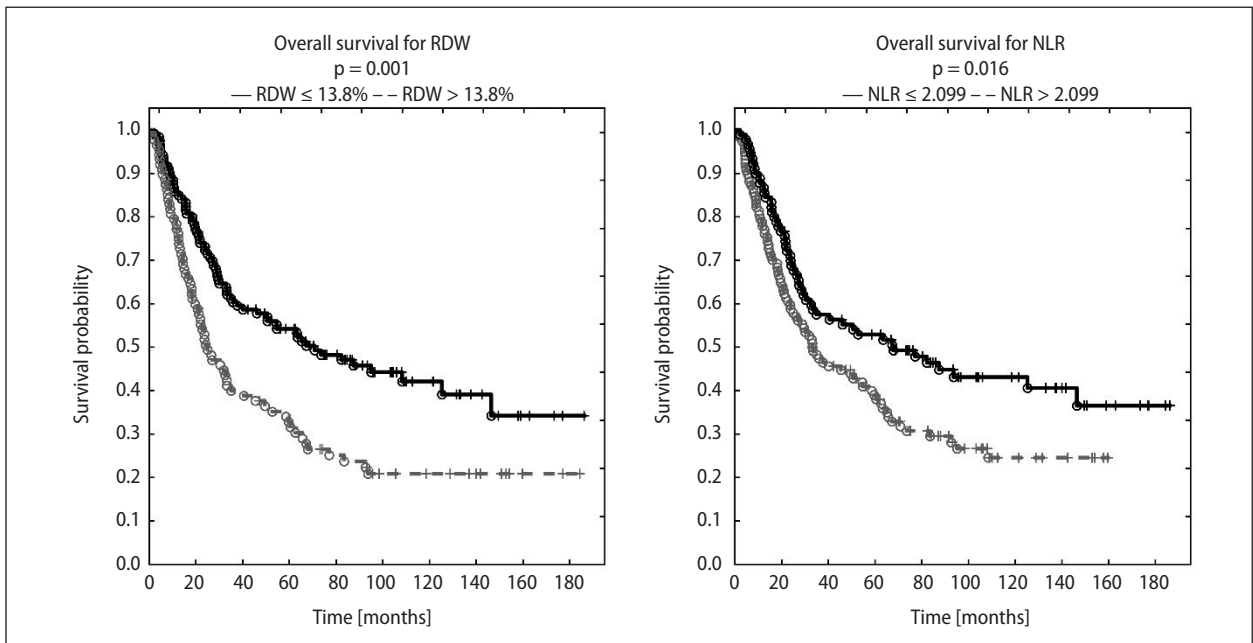 Overall survival for RDW
p = 0.001
— RDW ≤ 13.8% – – RDW > 13.8%
Survival probability
1.0
0.9
0.8
0.7
0.6
0.5
0.4
0.3
0.2
0.1
0.0
0 20 40 60 80 100 120 140 160 180
Time [months]
Overall survival for NLR
p = 0.016
— NLR ≤ 2.099 – – NLR > 2.099
Survival probability
1.0
0.9
0.8
0.7
0.6
0.5
0.4
0.3
0.2
0.1
0.0
0 20 40 60 80 100 120 140 160 180
Time [months]